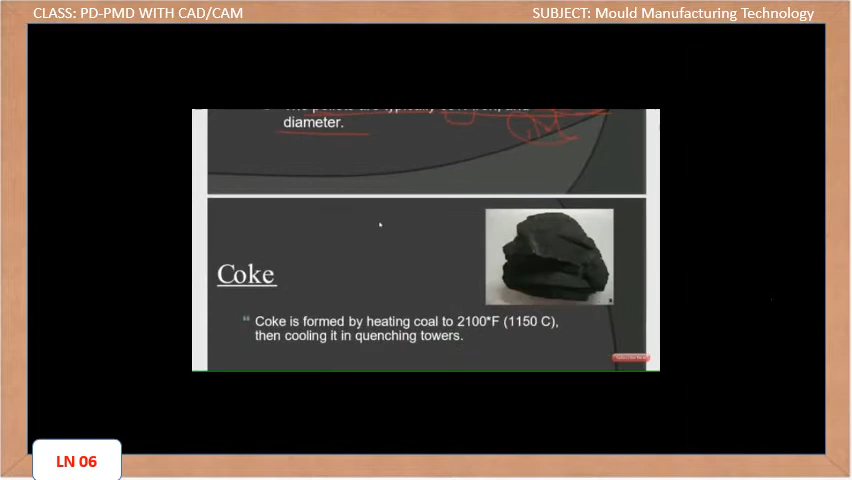 CLASS: PD-PMD WITH CAD/CAM
SUBJECT: Mould Manufacturing Technology
diameter.
Coke
Coke is formed by heating coal to 2100*F (1150 C),
then cooling it in quenching towers.
LN 06